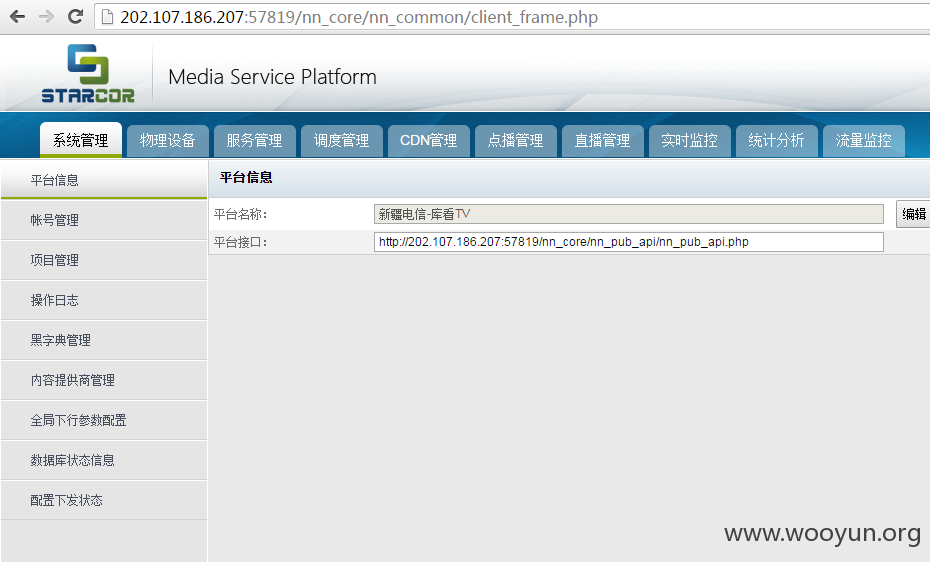 202.107.186.207:57819/nn_core/nn_common/client_frame.php
STARCOR
Media Service Platform
系统管理 物理设备 服务管理 调度管理 CDN管理 点播管理 直播管理 实时监控 统计分析 流量监控
平台信息
帐号管理
项目管理
操作日志
黑字典管理
内容提供商管理
全局下行参数配置
数据库状态信息
配置下发状态
平台信息
平台名称： 新疆电信-库看TV 编辑
平台接口： http://202.107.186.207:57819/nn_core/nn_pub_api/nn_pub_api.php
www.wooyun.org